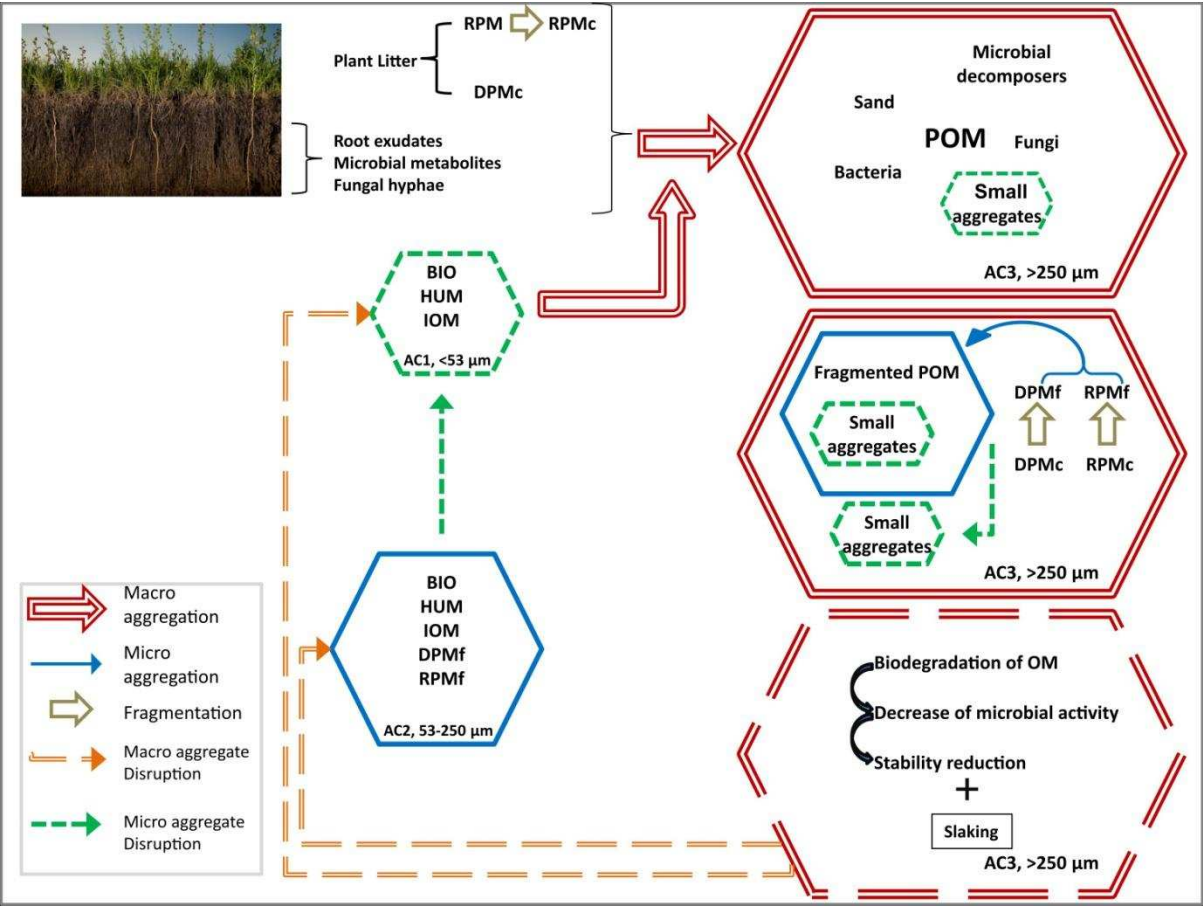 RPM
RPMc
Plant Litter
DPMc
Root exudates
Microbial metabolites
Fungal hyphae
Microbial
decomposers
Sand
POM
Fungi
Bacteria
Small
aggregates
AC3, >250 µm
BIO
HUM
IOM
AC1, <53 µm
Fragmented POM
Small
aggregates
DPMf
RPMf
DPMc
RPMc
Small
aggregates
AC3, >250 µm
BIO
HUM
IOM
DPMf
RPMf
AC2, 53-250 µm
Biodegradation of OM
Decrease of microbial activity
Stability reduction
+
Slaking
AC3, >250 µm
Macro
aggregation
Micro
aggregation
Fragmentation
Macro aggregate
Disruption
Micro aggregate
Disruption